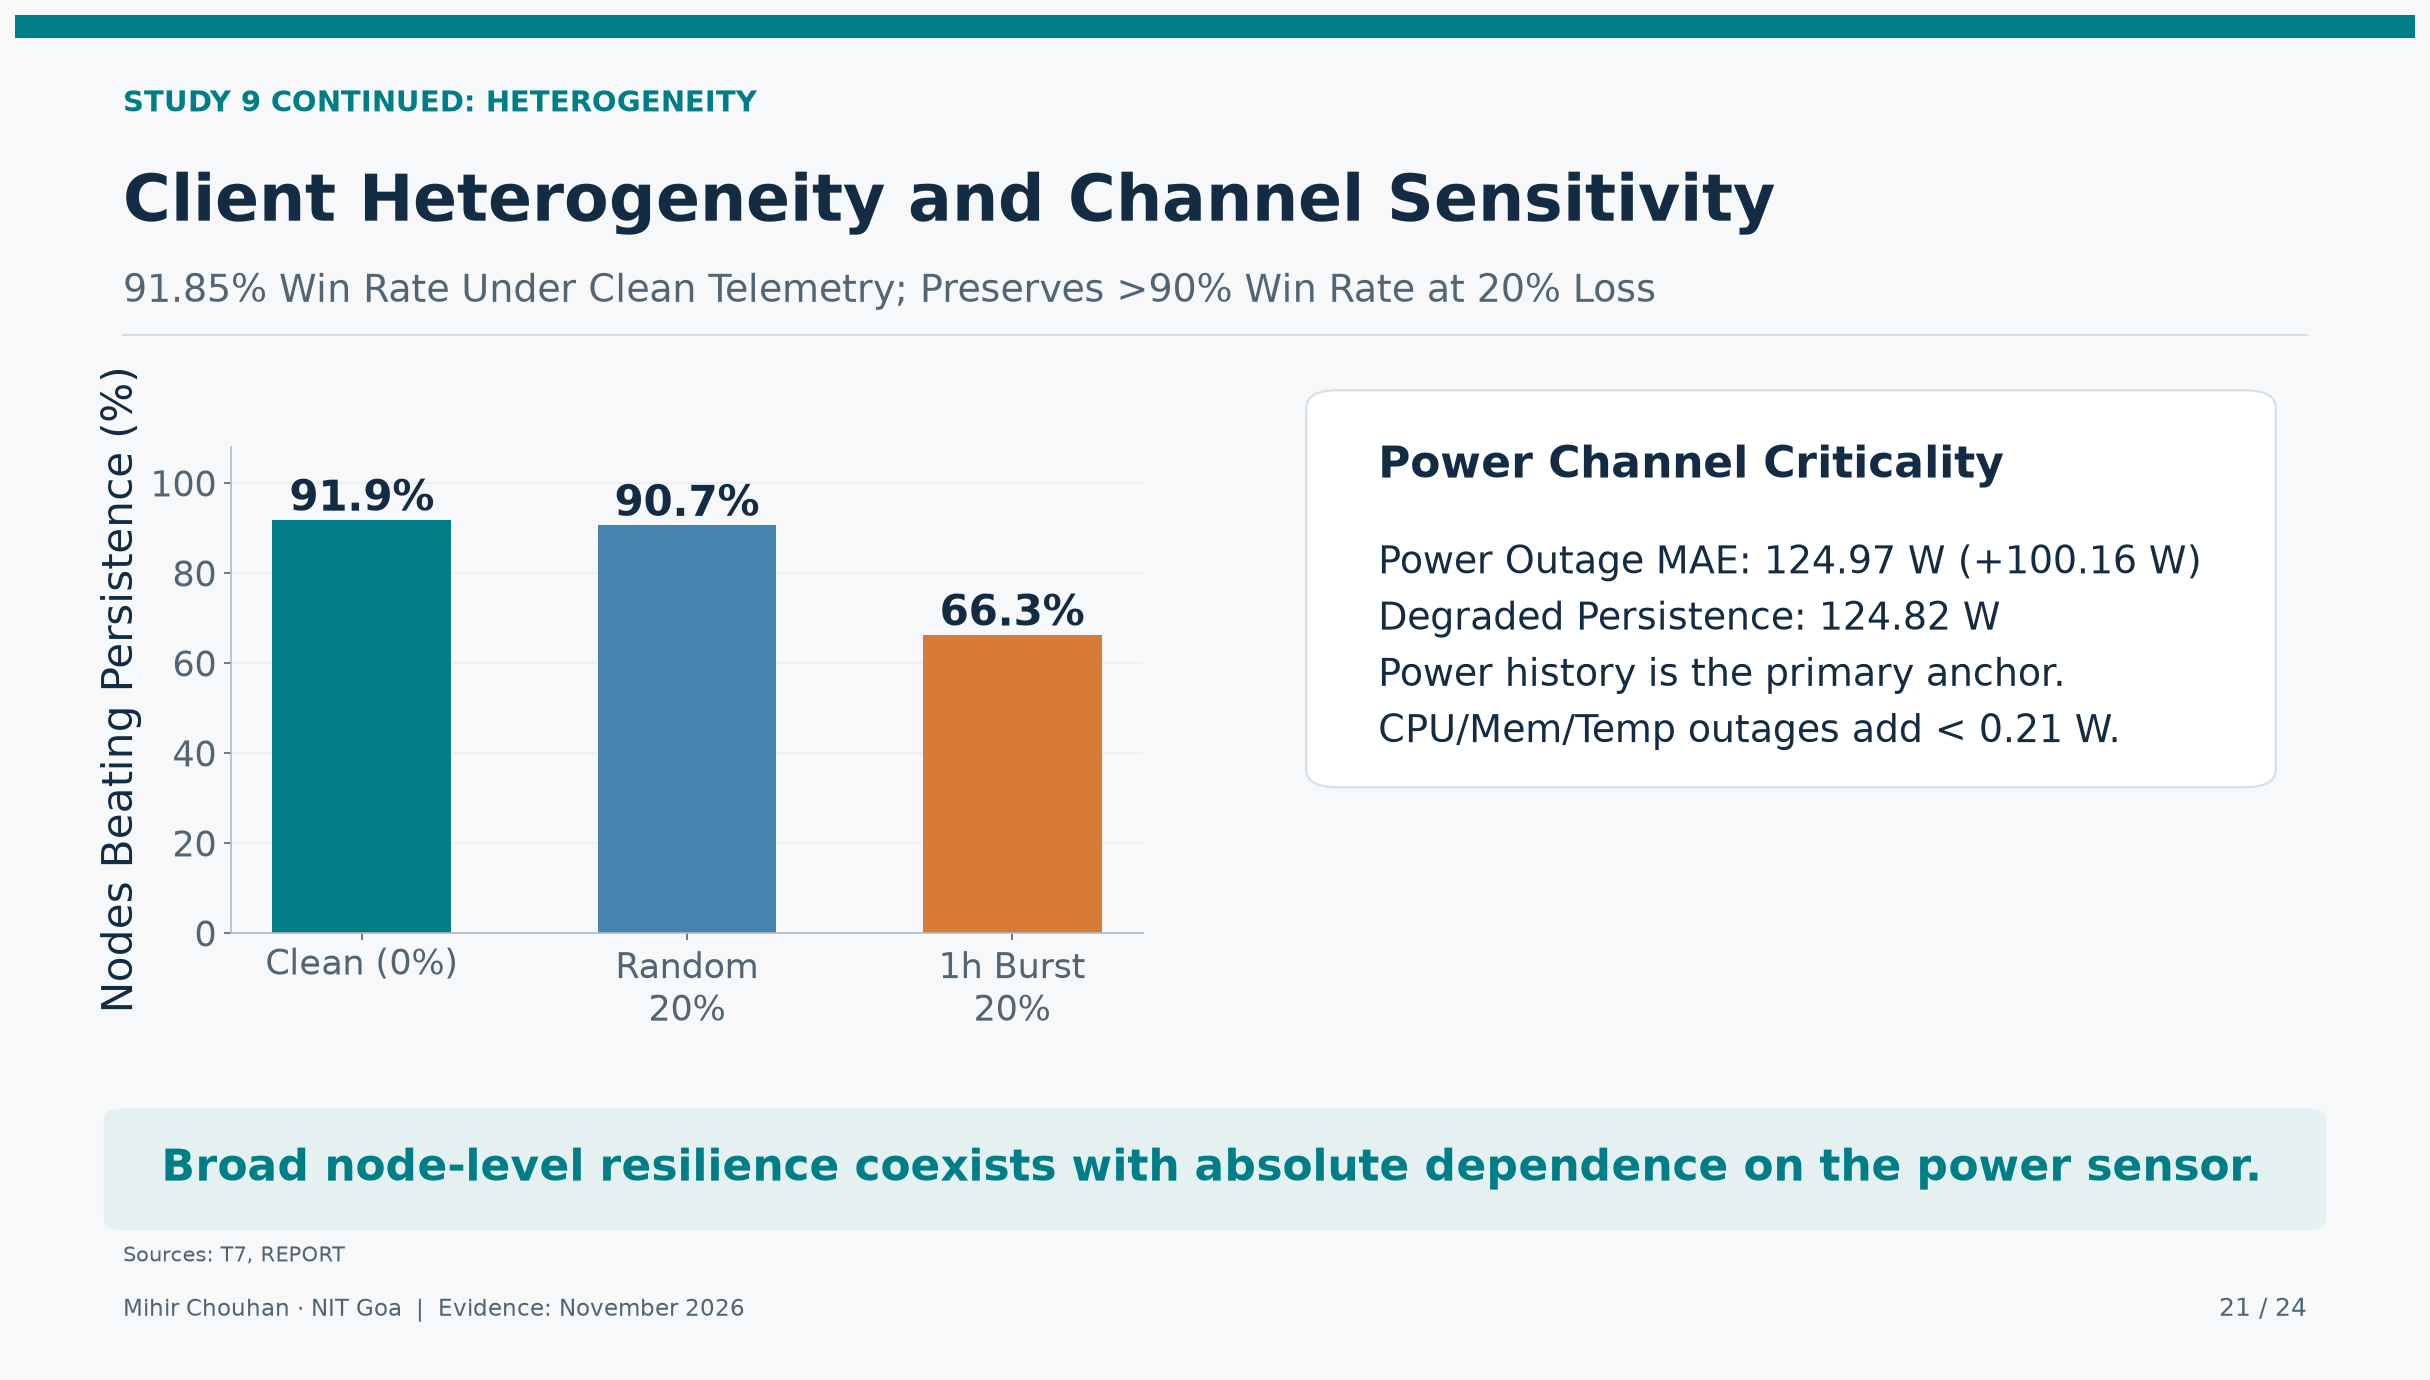 STUDY 9 CONTINUED: HETEROGENEITY
Client Heterogeneity and Channel Sensitivity
91.85% Win Rate Under Clean Telemetry; Preserves >90% Win Rate at 20% Loss
Nodes Beating Persistence (%)
100
80
60
40
20
0
91.9%
90.7%
66.3%
Clean (0%)
Random
20%
1h Burst
20%
Power Channel Criticality
Power Outage MAE: 124.97 W (+100.16 W)
Degraded Persistence: 124.82 W
Power history is the primary anchor.
CPU/Mem/Temp outages add < 0.21 W.
Broad node-level resilience coexists with absolute dependence on the power sensor.
Sources: T7, REPORT
Mihir Chouhan · NIT Goa | Evidence: November 2026
21 / 24